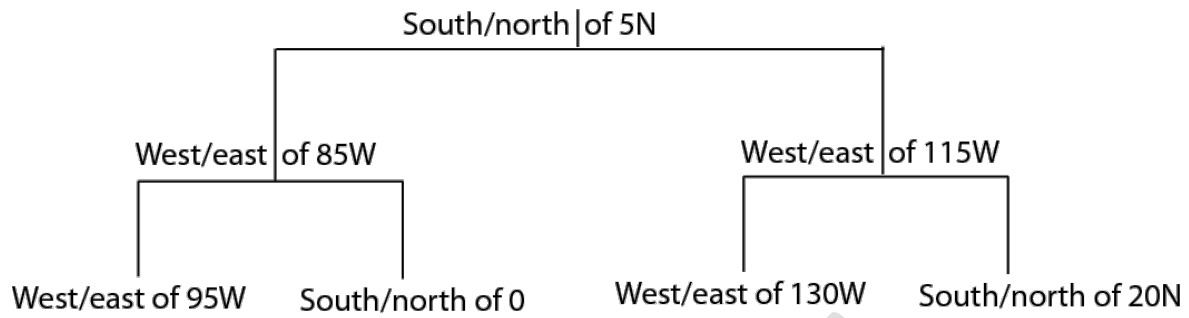 South/north of 5N
West/east of 85W
West/east of 115W
West/east of 95W
South/north of 0
West/east of 130W
South/north of 20N